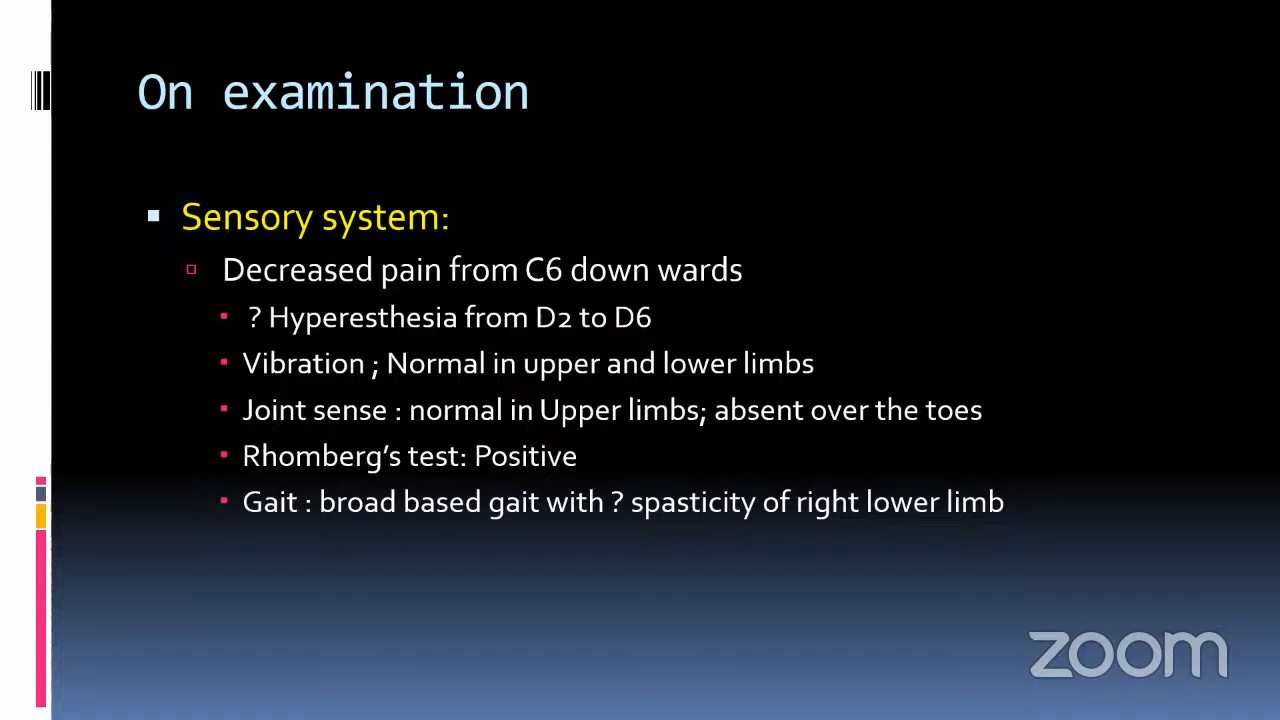 On examination
Sensory system:
Decreased pain from C6 down wards
? Hyperesthesia from D2 to D6
Vibration ; Normal in upper and lower limbs
Joint sense : normal in Upper limbs; absent over the toes
Rhomberg’s test: Positive
Gait : broad based gait with ? spasticity of right lower limb
zoom